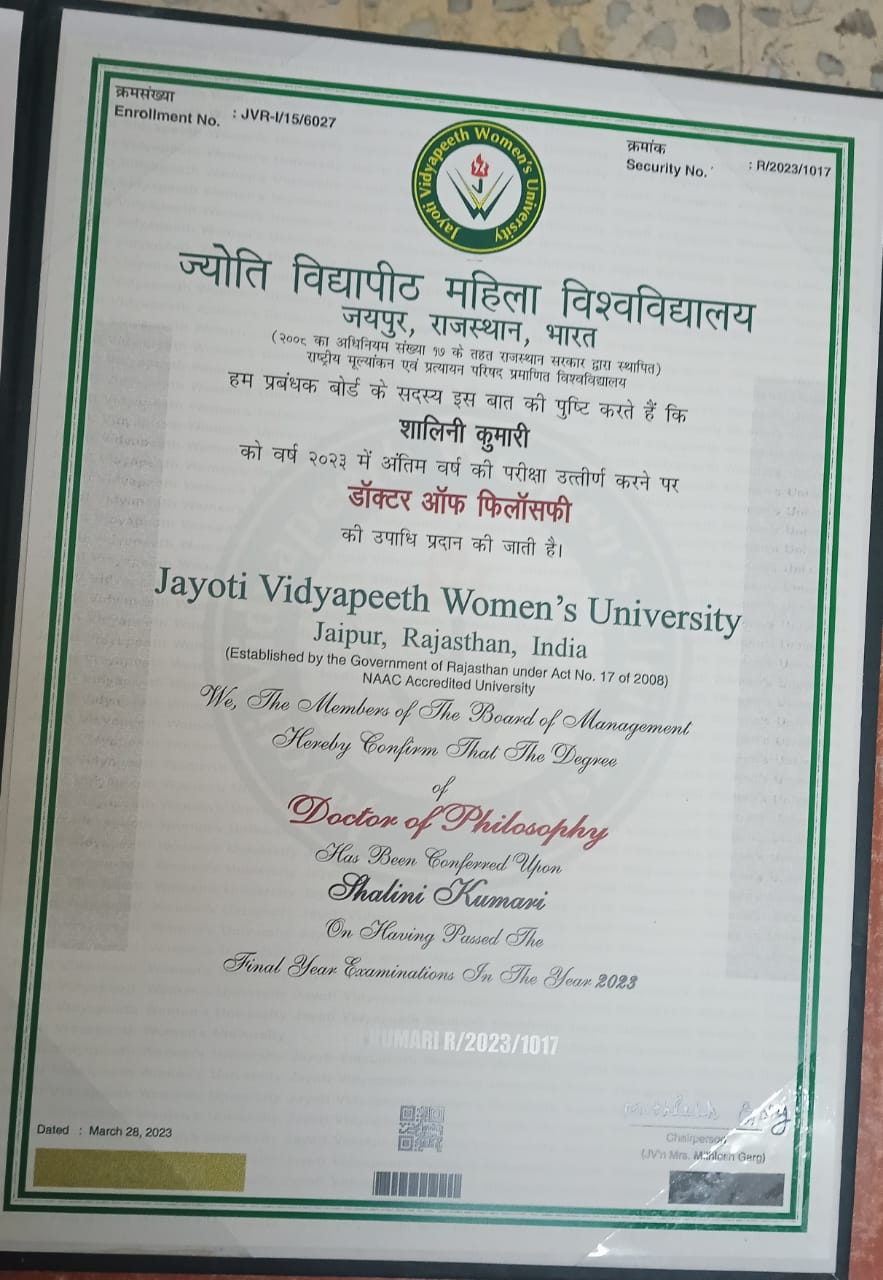 क्रमसंख्या
Enrollment No. : JVR-I/15/6027
क्रमांक
Security No. : R/2023/1017
Jayoti Vidyapeeth Women's University
ज्योति विद्यापीठ महिला विश्वविद्यालय
जयपुर, राजस्थान, भारत
(२००८ का अधिनियम संख्या १७ के तहत राजस्थान सरकार द्वारा स्थापित)
राष्ट्रीय मूल्यांकन एवं प्रत्यायन परिषद प्रमाणित विश्वविद्यालय
हम प्रबंधक बोर्ड के सदस्य इस बात की पुष्टि करते हैं कि
शालिनी कुमारी
को वर्ष २०२३ में अंतिम वर्ष की परीक्षा उत्तीर्ण करने पर
डॉक्टर ऑफ फिलॉसफी
की उपाधि प्रदान की जाती है।
Jayoti Vidyapeeth Women's University
Jaipur, Rajasthan, India
(Established by the Government of Rajasthan under Act No. 17 of 2008)
NAAC Accredited University
We, The Members of The Board of Management
Hereby Confirm That The Degree
of
Doctor of Philosophy
Has Been Conferred Upon
Shalini Kumari
On Having Passed The
Final Year Examinations In The Year 2023
KUMARI R/2023/1017
Dated : March 28, 2023
Chairperson
(JV'n Mrs. Mithlesh Garg)